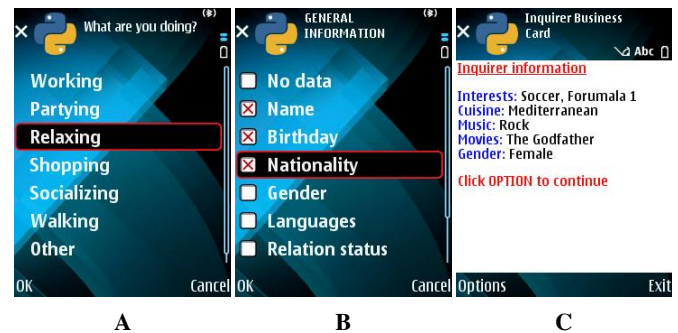 What are you doing?
Working
Partying
Relaxing
Shopping
Socializing
Walking
Other
OK Cancel
GENERAL
INFORMATION
No data
Name
Birthday
Nationality
Gender
Languages
Relation status
OK Cancel
Inquirer Business
Card
Abc
Inquirer information
Interests: Soccer, Forumala 1
Cuisine: Mediterranean
Music: Rock
Movies: The Godfather
Gender: Female
Click OPTION to continue
Options Exit
A B C